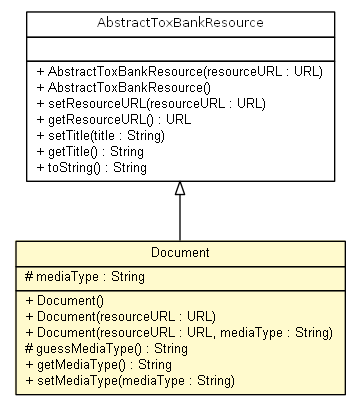 AbstractToxBankResource
+ AbstractToxBankResource(resourceURL : URL)
+ AbstractToxBankResource()
+ setResourceURL(resourceURL : URL)
+ getResourceURL() : URL
+ setTitle(title : String)
+ getTitle() : String
+ toString() : String
Document
# mediaType : String
+ Document()
+ Document(resourceURL : URL)
+ Document(resourceURL : URL, mediaType : String)
# guessMediaType() : String
+ getMediaType() : String
+ setMediaType(mediaType : String)